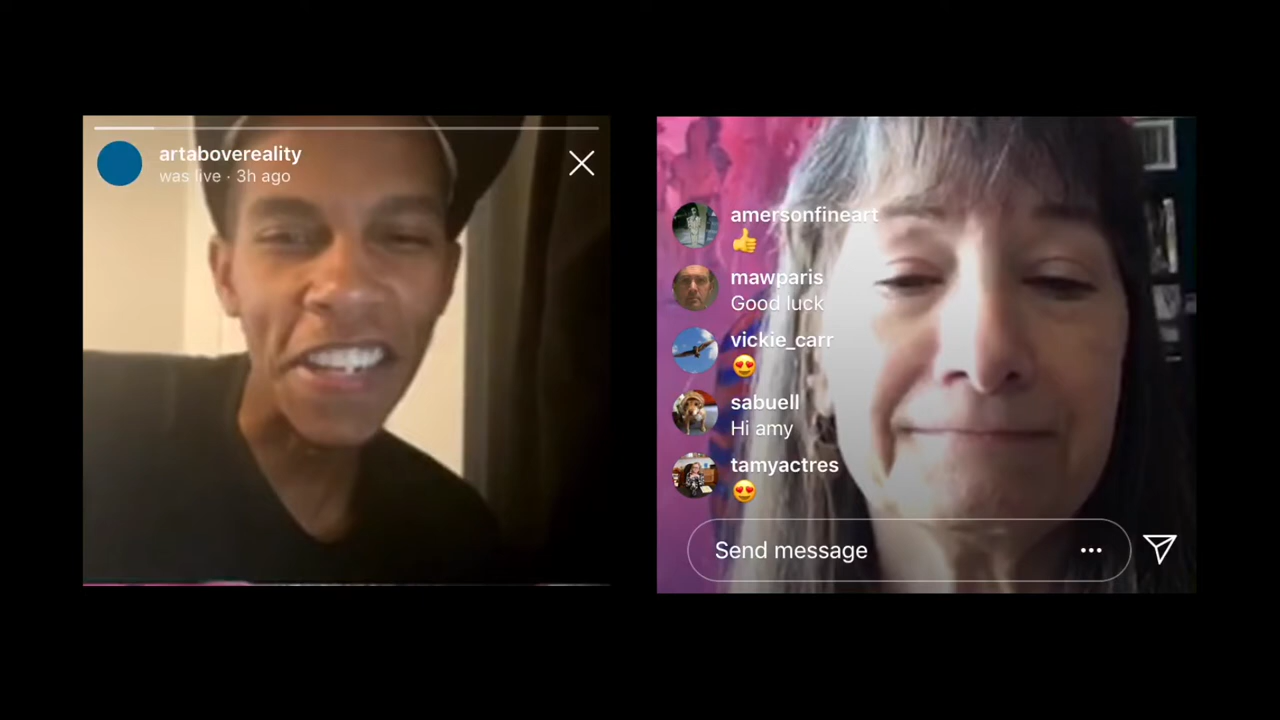 artabovereality
was live · 3h ago
amersonfineart
👍
mawparis
Good luck
vickie_carr
😍
sabuell
Hi amy
tamyactres
😍
Send message